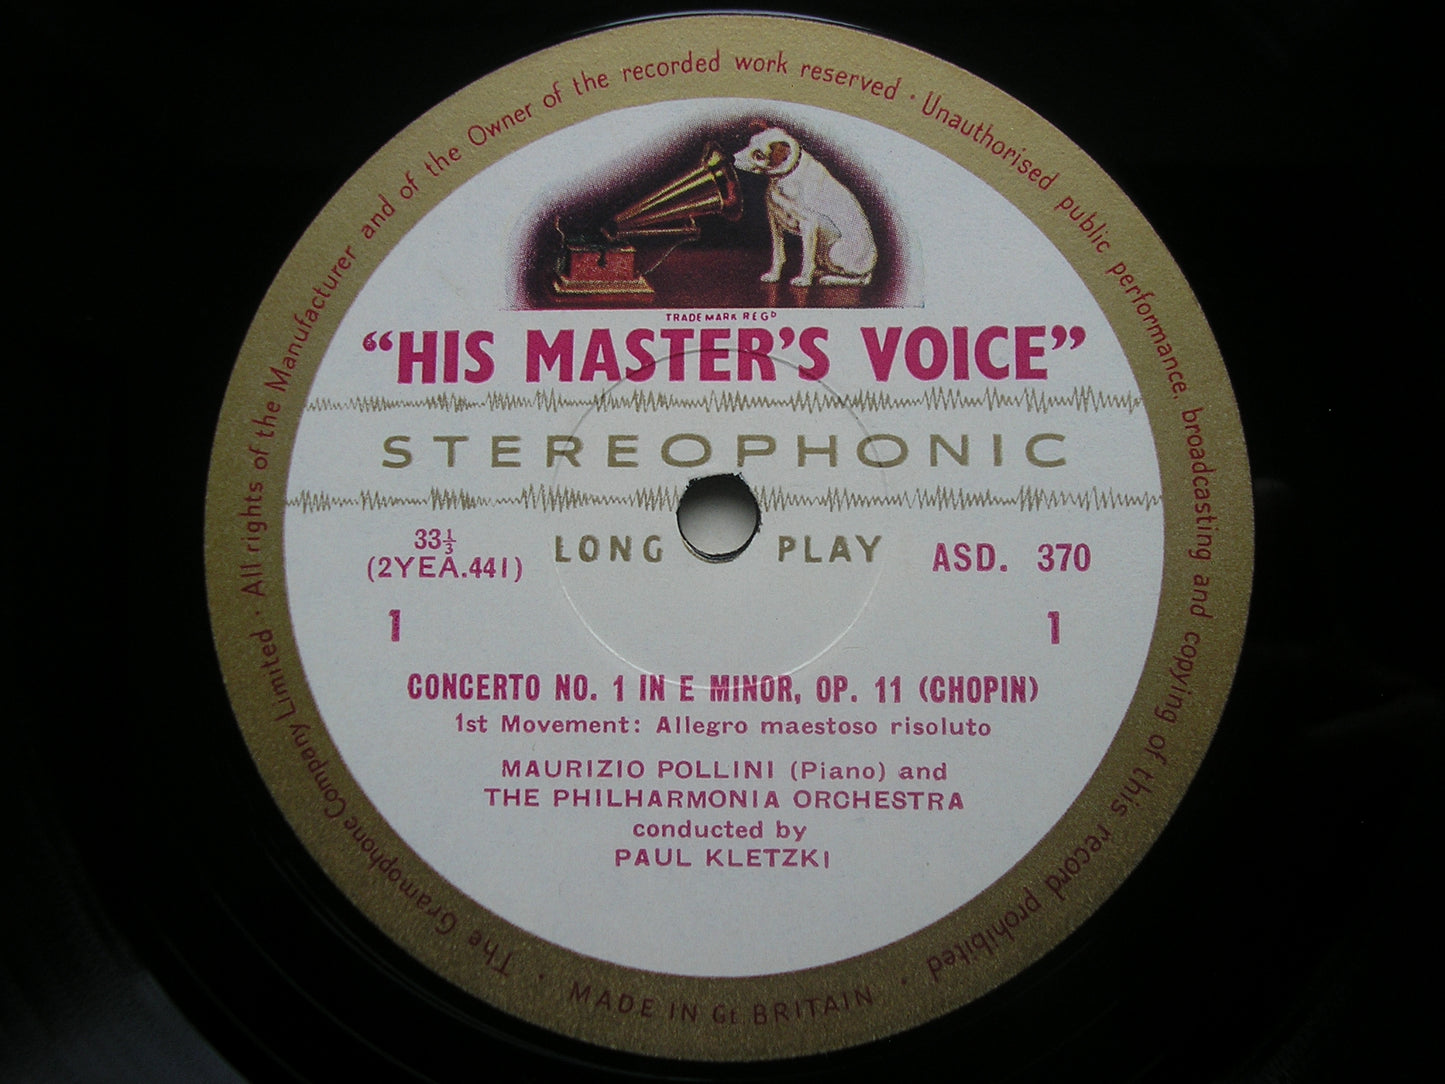 The Gramophone Company Limited · All rights of the Manufacturer and of the Owner of the recorded work reserved · Unauthorised public performance, broadcasting and copying of this record prohibited ·
TRADE MARK REGD
“HIS MASTER'S VOICE”
STEREOPHONIC
33⅓ LONG PLAY ASD. 370
(2YEA.441)
1 1
CONCERTO NO. 1 IN E MINOR, OP. 11 (CHOPIN)
1st Movement: Allegro maestoso risoluto
MAURIZIO POLLINI (Piano) and
THE PHILHARMONIA ORCHESTRA
conducted by
PAUL KLETZKI
· MADE IN Gt BRITAIN ·